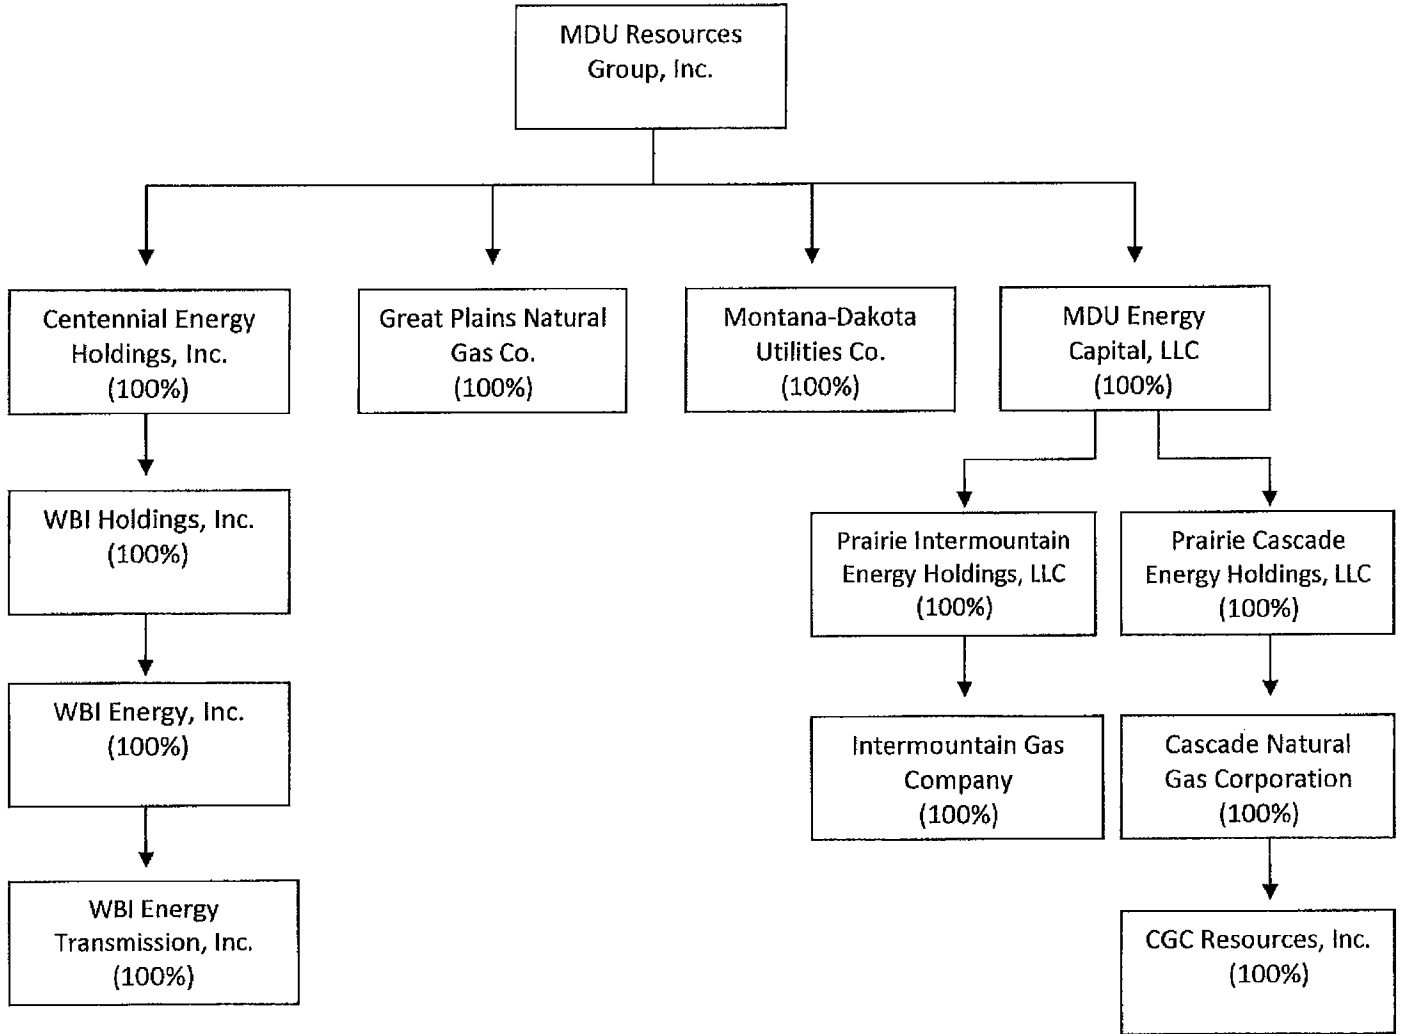 MDU Resources
Group, Inc.
Centennial Energy
Holdings, Inc.
(100%)
Great Plains Natural
Gas Co.
(100%)
Montana-Dakota
Utilities Co.
(100%)
MDU Energy
Capital, LLC
(100%)
WBI Holdings, Inc.
(100%)
Prairie Intermountain
Energy Holdings, LLC
(100%)
Prairie Cascade
Energy Holdings, LLC
(100%)
WBI Energy, Inc.
(100%)
Intermountain Gas
Company
(100%)
Cascade Natural
Gas Corporation
(100%)
WBI Energy
Transmission, Inc.
(100%)
CGC Resources, Inc.
(100%)